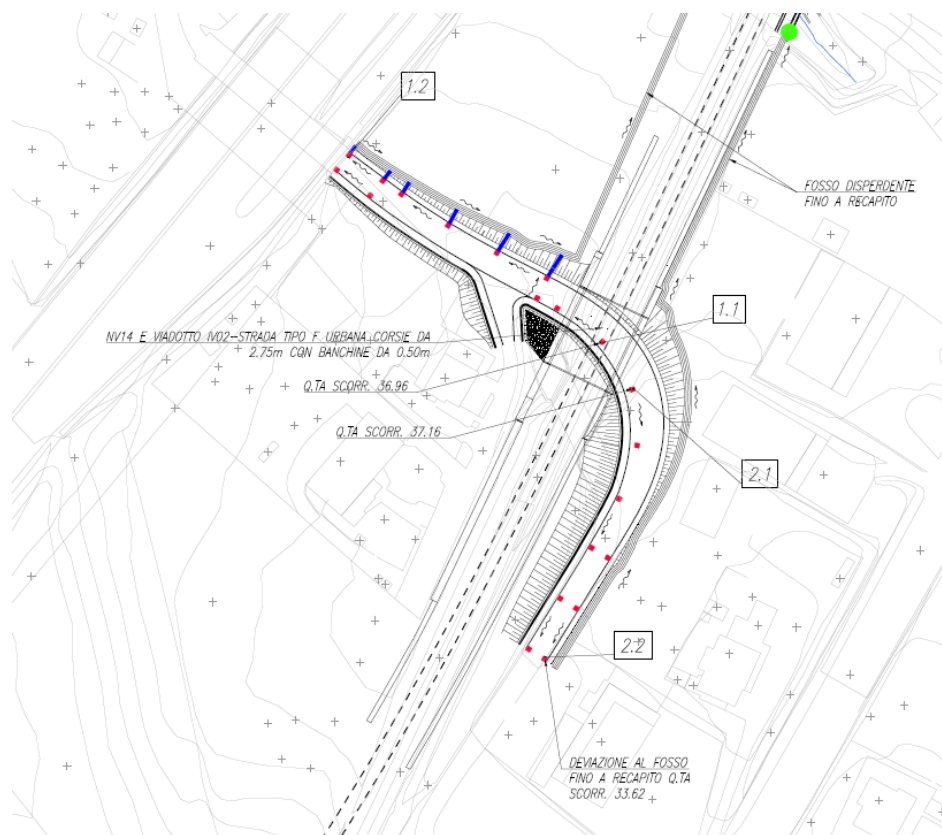 1.2
FOSSO DISPERDENTE
FINO A RECAPITO
1.1
NV14 E VIADOTTO IV02-STRADA TIPO F URBANA CORSIE DA
2.75m CON BANCHINE DA 0.50m
Q.TA SCORR. 36.96
Q.TA SCORR. 37.16
2.1
2.2
DEVIAZIONE AL FOSSO
FINO A RECAPITO Q.TA
SCORR. 33.62